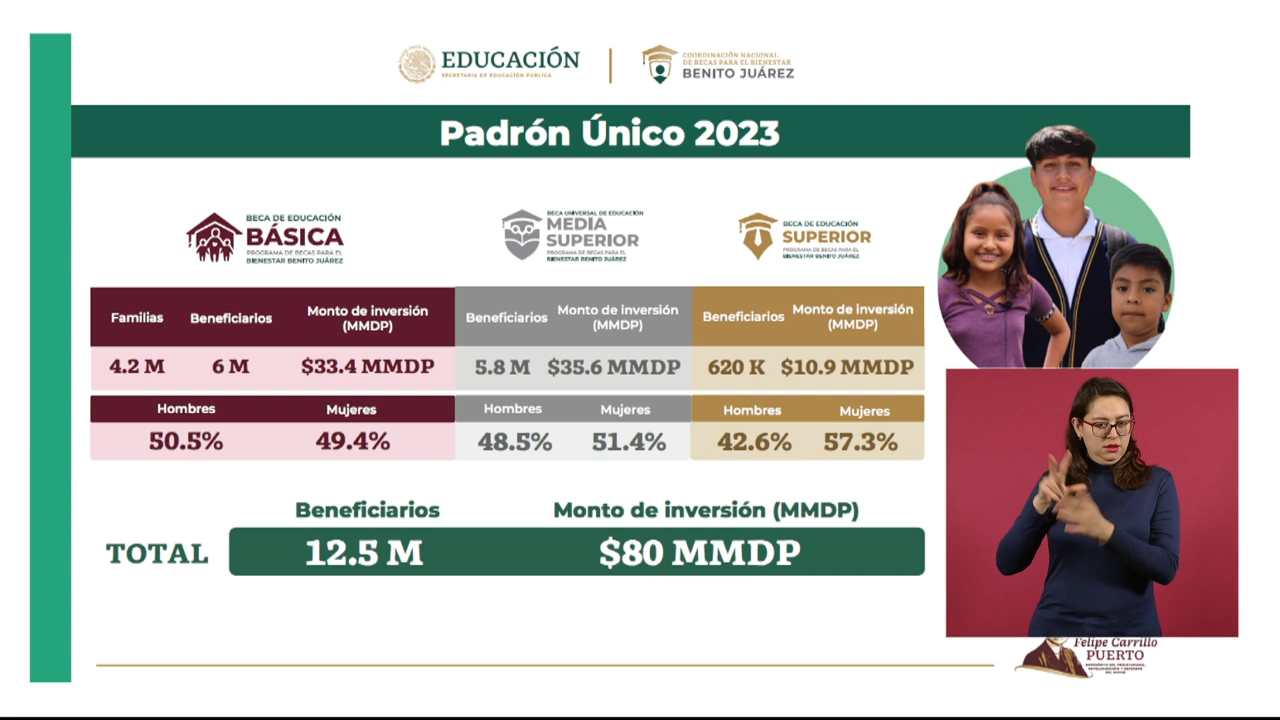 EDUCACIÓN
SECRETARÍA DE EDUCACIÓN PÚBLICA
COORDINACIÓN NACIONAL
DE BECAS PARA EL BIENESTAR
BENITO JUÁREZ
Padrón Único 2023
BECA DE EDUCACIÓN
BÁSICA
PROGRAMA DE BECAS PARA EL
BIENESTAR BENITO JUÁREZ
BECA UNIVERSAL DE EDUCACIÓN
MEDIA
SUPERIOR
PROGRAMA DE BECAS PARA EL
BIENESTAR BENITO JUÁREZ
BECA DE EDUCACIÓN
SUPERIOR
PROGRAMA DE BECAS PARA EL
BIENESTAR BENITO JUÁREZ
Familias Beneficiarios Monto de inversión
(MMDP)
Beneficiarios Monto de inversión
(MMDP)
Beneficiarios Monto de inversión
(MMDP)
4.2 M 6 M $33.4 MMDP 5.8 M $35.6 MMDP 620 K $10.9 MMDP
Hombres Mujeres Hombres Mujeres Hombres Mujeres
50.5% 49.4% 48.5% 51.4% 42.6% 57.3%
Beneficiarios Monto de inversión (MMDP)
TOTAL 12.5 M $80 MMDP
Felipe Carrillo
PUERTO